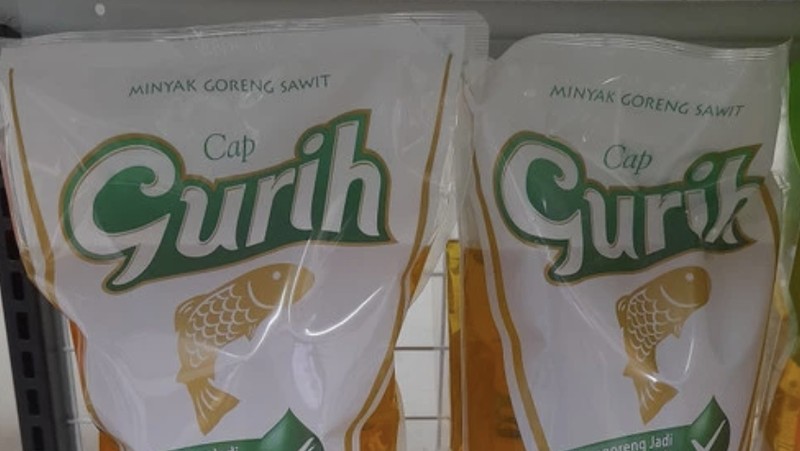 MINYAK GORENG SAWIT
Cap
Gurih
MINYAK GORENG SAWIT
Cap
Gurih
goreng Jadi